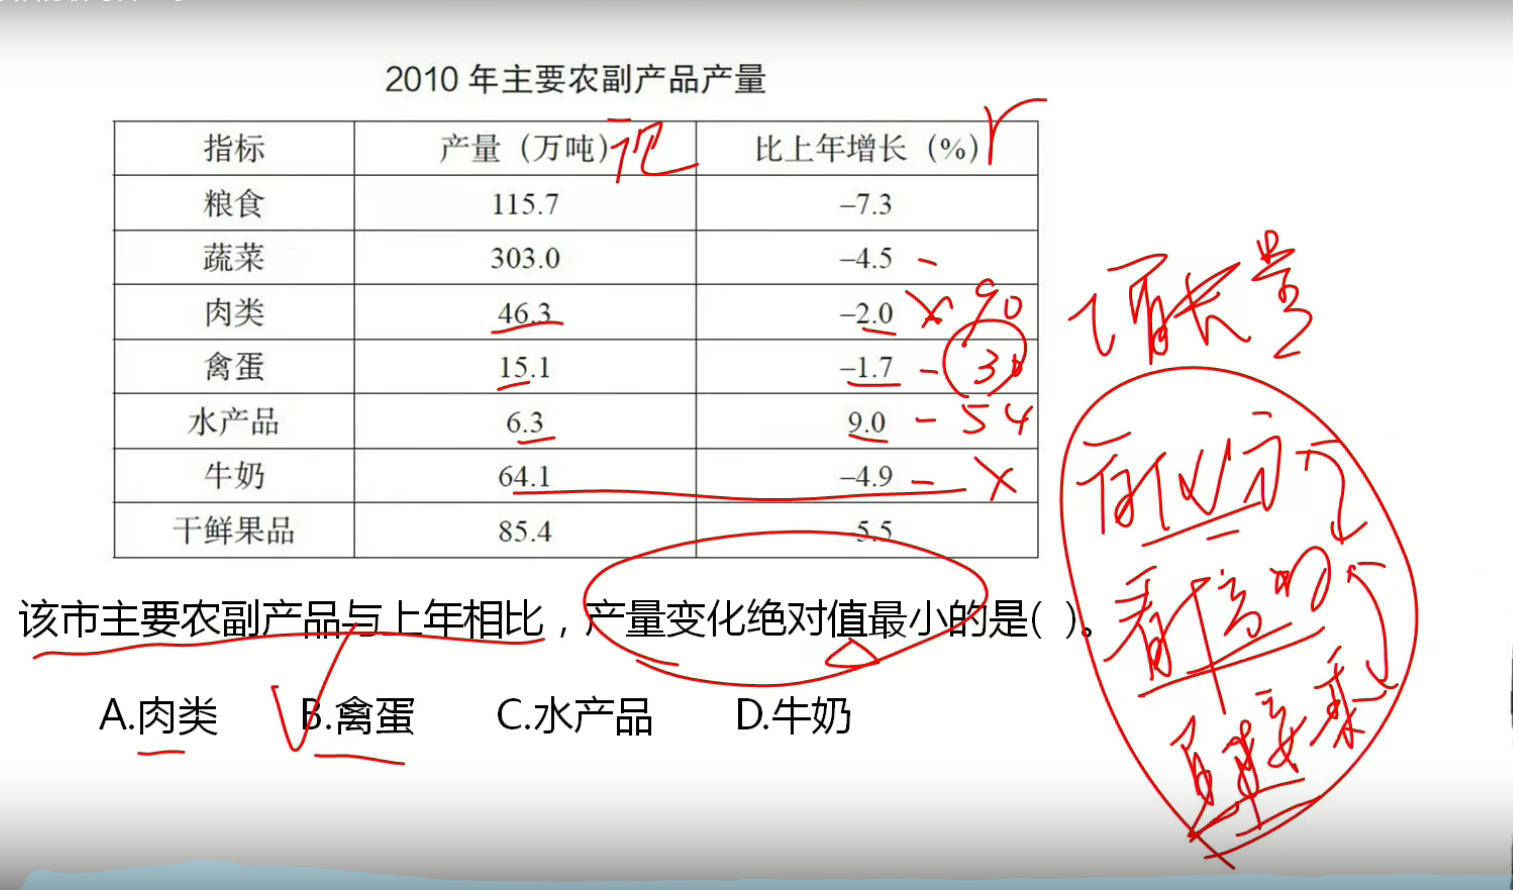 2010 年主要农副产品产量
指标 产量（万吨） 现 比上年增长（%） r
粮食 115.7 –7.3
蔬菜 303.0 –4.5
肉类 46.3 –2.0 × 90
禽蛋 15.1 –1.7 30
水产品 6.3 9.0 54
牛奶 64.1 –4.9 ×
干鲜果品 85.4 5.5
增长量
看
直接乘
该市主要农副产品与上年相比，产量变化绝对值最小的是( )。
A.肉类 B.禽蛋 C.水产品 D.牛奶